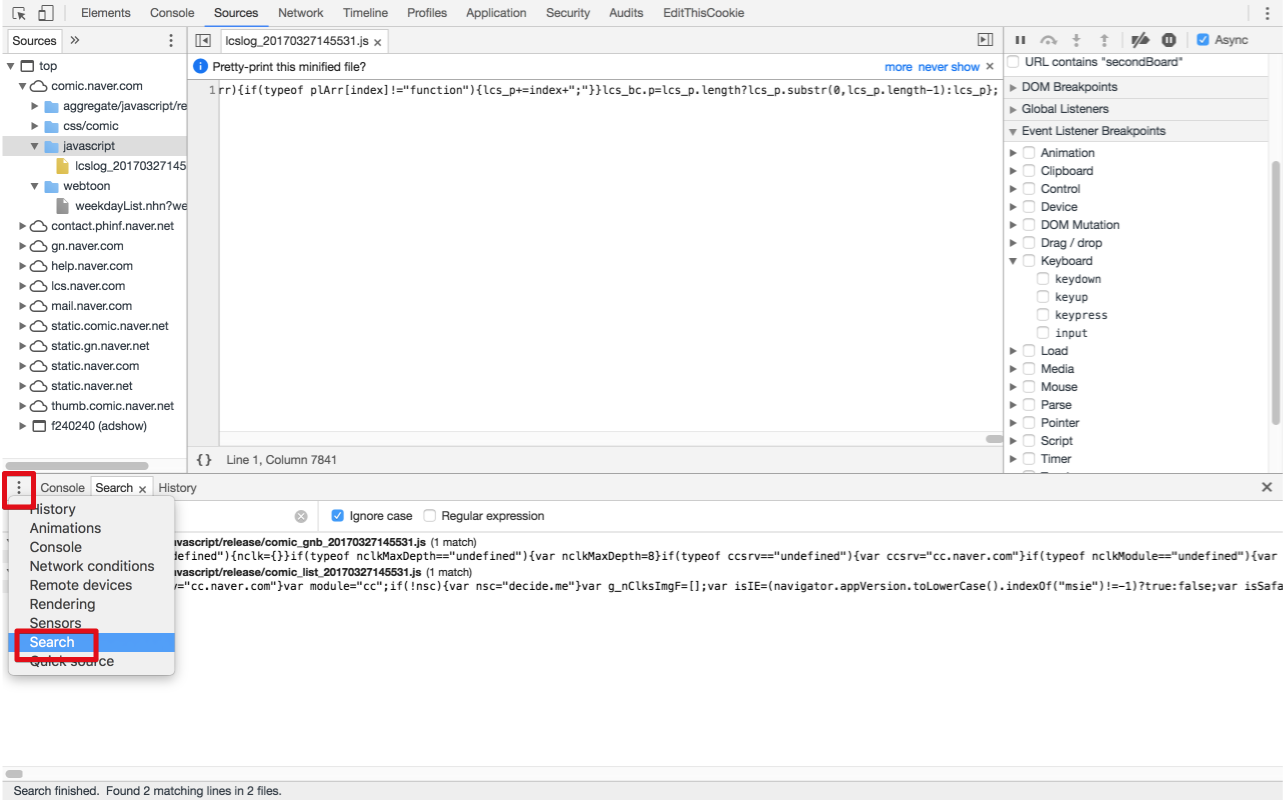 Elements Console Sources Network Timeline Profiles Application Security Audits EditThisCookie
Sources »
lcslog_20170327145531.js ×
Async
Pretty-print this minified file?
more never show ×
top
comic.naver.com
aggregate/javascript/re
css/comic
javascript
lcslog_20170327145
webtoon
weekdayList.nhn?we
contact.phinf.naver.net
gn.naver.com
help.naver.com
lcs.naver.com
mail.naver.com
static.comic.naver.net
static.gn.naver.net
static.naver.com
static.naver.net
thumb.comic.naver.net
f240240 (adshow)
1 rr){if(typeof plArr[index]!="function"){lcs_p+=index+";"}}lcs_bc.p=lcs_p.length?lcs_p.substr(0,lcs_p.length-1):lcs_p};
{} Line 1, Column 7841
URL contains "secondBoard"
DOM Breakpoints
Global Listeners
Event Listener Breakpoints
Animation
Clipboard
Control
Device
DOM Mutation
Drag / drop
Keyboard
keydown
keyup
keypress
input
Load
Media
Mouse
Parse
Pointer
Script
Timer
Console Search × History ×
History
Animations
Console
Network conditions
Remote devices
Rendering
Sensors
Search
Quick source
Ignore case Regular expression
avascript/release/comic_gnb_20170327145531.js (1 match)
defined"){nclk={}}if(typeof nclkMaxDepth=="undefined"){var nclkMaxDepth=8}if(typeof ccsrv=="undefined"){var ccsrv="cc.naver.com"}if(typeof nclkModule=="undefined"){var
avascript/release/comic_list_20170327145531.js (1 match)
v="cc.naver.com"}var module="cc";if(!nsc){var nsc="decide.me"}var g_nClksImgF=[];var isIE=(navigator.appVersion.toLowerCase().indexOf("msie")!=-1)?true:false;var isSafa
Search finished. Found 2 matching lines in 2 files.